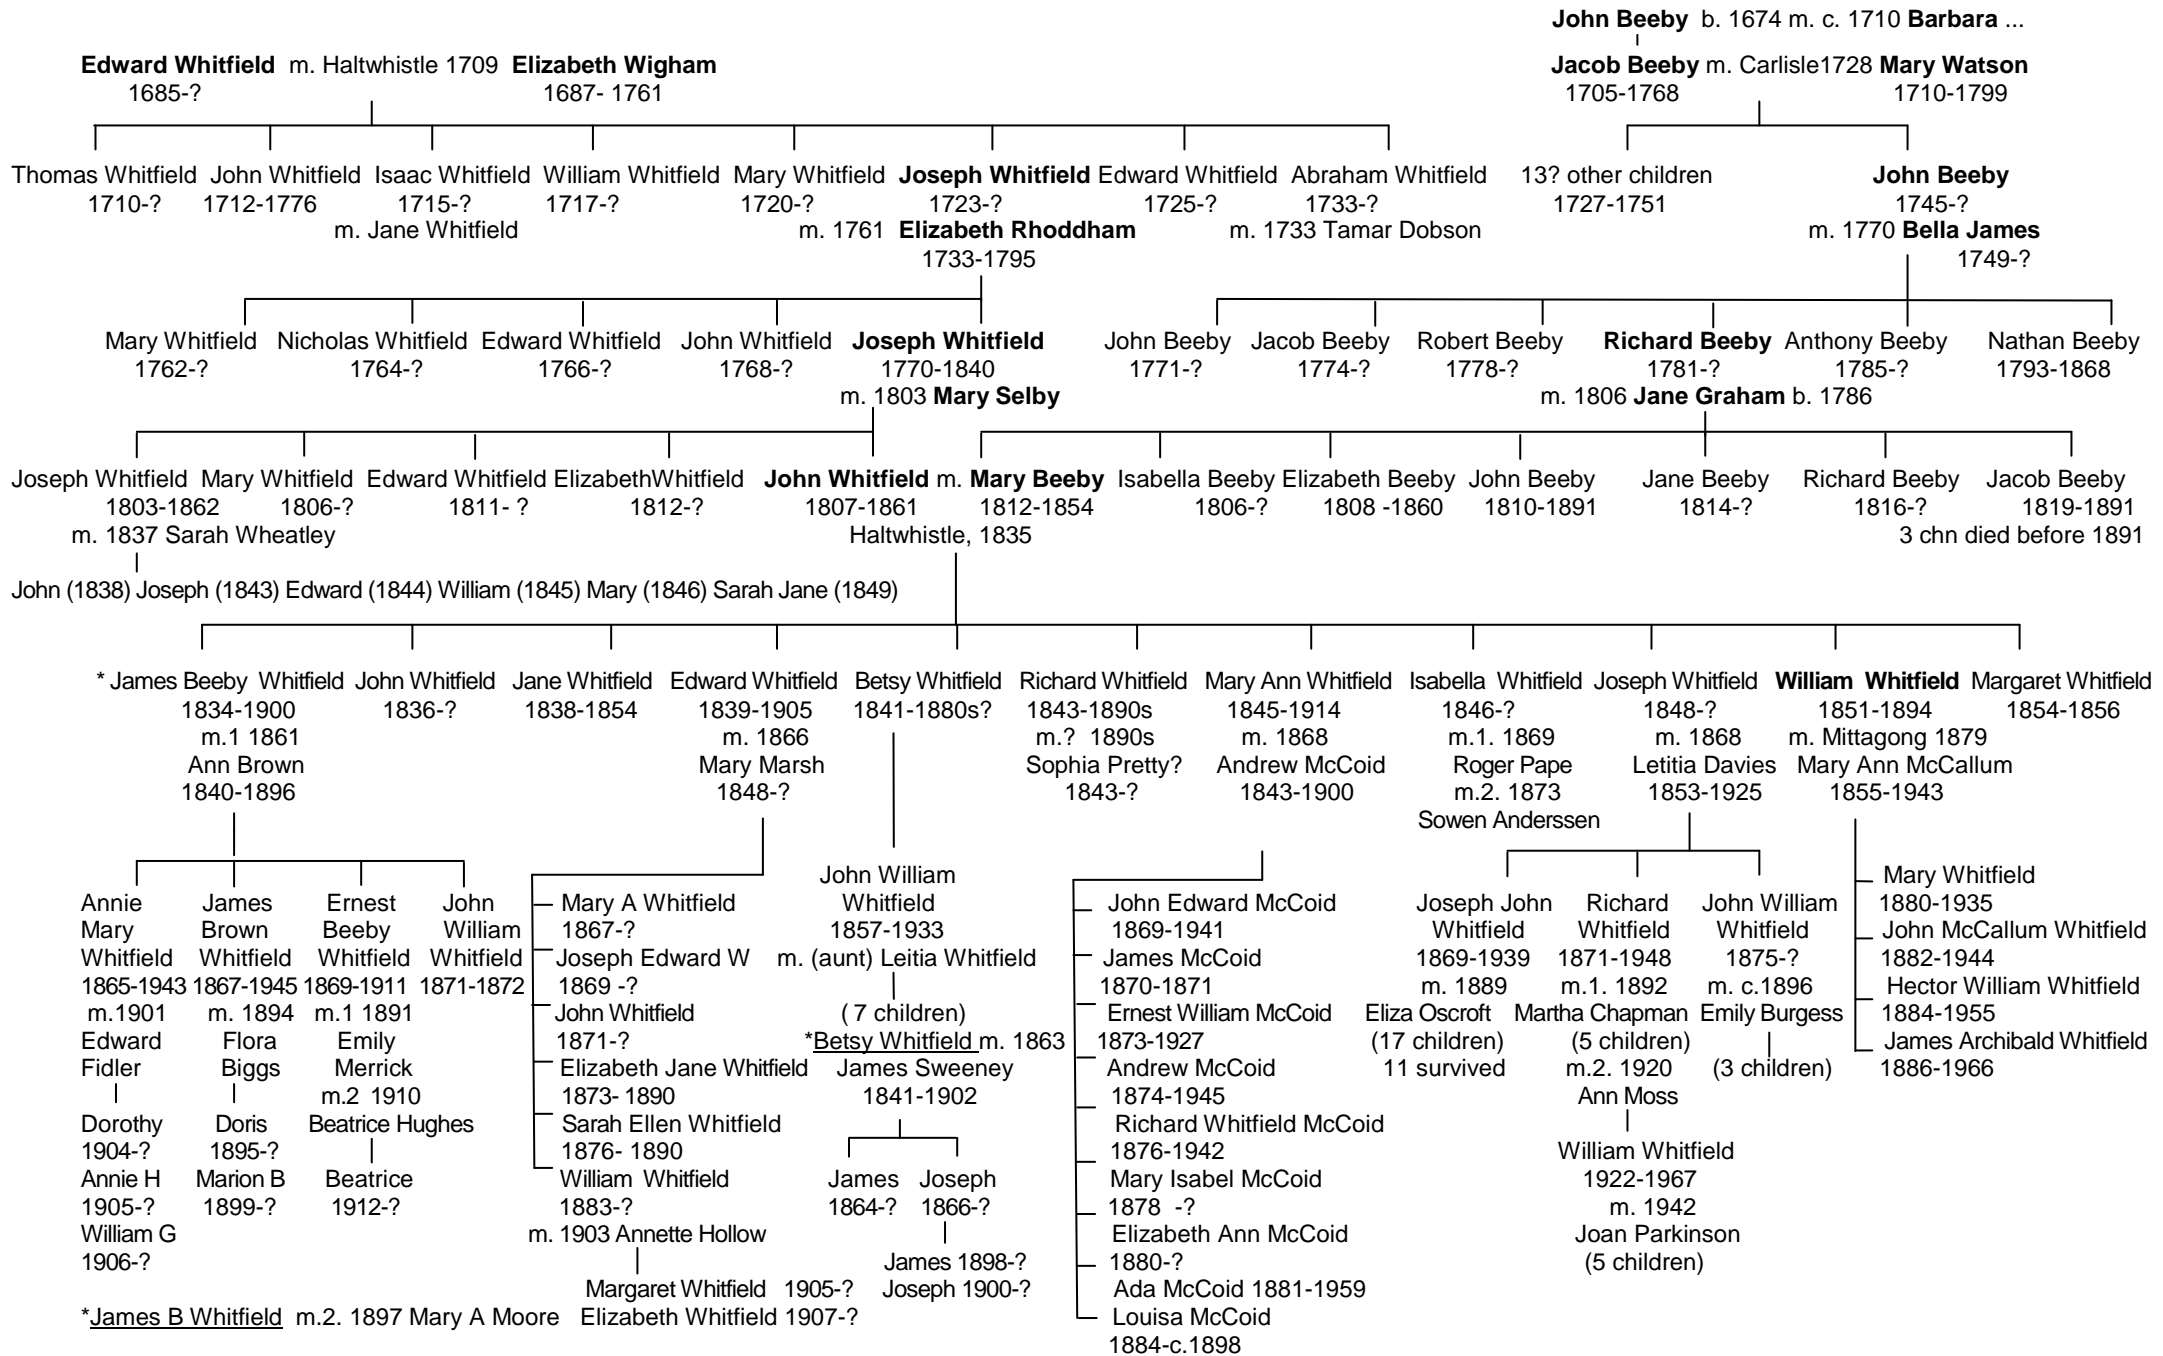 John Beeby b. 1674 m. c. 1710 Barbara ...
Edward Whitfield m. Haltwhistle 1709 Elizabeth Wigham
Jacob Beeby m. Carlisle1728 Mary Watson
1685-? 1687- 1761 1705-1768 1710-1799
Thomas Whitfield John Whitfield Isaac Whitfield William Whitfield Mary Whitfield Joseph Whitfield Edward Whitfield Abraham Whitfield 13? other children John Beeby
1710-? 1712-1776 1715-? 1717-? 1720-? 1723-? 1725-? 1733-? 1727-1751 1745-?
m. Jane Whitfield m. 1761 Elizabeth Rhoddham m. 1733 Tamar Dobson m. 1770 Bella James
1733-1795 1749-?
Mary Whitfield Nicholas Whitfield Edward Whitfield John Whitfield Joseph Whitfield John Beeby Jacob Beeby Robert Beeby Richard Beeby Anthony Beeby Nathan Beeby
1762-? 1764-? 1766-? 1768-? 1770-1840 1771-? 1774-? 1778-? 1781-? 1785-? 1793-1868
m. 1803 Mary Selby m. 1806 Jane Graham b. 1786
Joseph Whitfield Mary Whitfield Edward Whitfield ElizabethWhitfield John Whitfield m. Mary Beeby Isabella Beeby Elizabeth Beeby John Beeby Jane Beeby Richard Beeby Jacob Beeby
1803-1862 1806-? 1811- ? 1812-? 1807-1861 1812-1854 1806-? 1808 -1860 1810-1891 1814-? 1816-? 1819-1891
m. 1837 Sarah Wheatley Haltwhistle, 1835 3 chn died before 1891
John (1838) Joseph (1843) Edward (1844) William (1845) Mary (1846) Sarah Jane (1849)
* James Beeby Whitfield John Whitfield Jane Whitfield Edward Whitfield Betsy Whitfield Richard Whitfield Mary Ann Whitfield Isabella Whitfield Joseph Whitfield William Whitfield Margaret Whitfield
1834-1900 1836-? 1838-1854 1839-1905 1841-1880s? 1843-1890s 1845-1914 1846-? 1848-? 1851-1894 1854-1856
m.1 1861 m. 1866 m.? 1890s m. 1868 m.1. 1869 m. 1868 m. Mittagong 1879
Ann Brown Mary Marsh Sophia Pretty? Andrew McCoid Roger Pape Letitia Davies Mary Ann McCallum
1840-1896 1848-? 1843-? 1843-1900 m.2. 1873 1853-1925 1855-1943
Sowen Anderssen
Annie
Mary
Whitfield
1865-1943
m.1901
Edward
Fidler
Dorothy
1904-?
Annie H
1905-?
William G
1906-?
James
Brown
Whitfield
1867-1945
m. 1894
Flora
Biggs
Doris
1895-?
Marion B
1899-?
Ernest
Beeby
Whitfield
1869-1911
m.1 1891
Emily
Merrick
m.2 1910
Beatrice Hughes
Beatrice
1912-?
John
William
Whitfield
1871-1872
Mary A Whitfield
1867-?
Joseph Edward W
1869 -?
John Whitfield
1871-?
Elizabeth Jane Whitfield
1873- 1890
Sarah Ellen Whitfield
1876- 1890
William Whitfield
1883-?
m. 1903 Annette Hollow
Margaret Whitfield 1905-?
Elizabeth Whitfield 1907-?
John William
Whitfield
1857-1933
m. (aunt) Leitia Whitfield
( 7 children)
*Betsy Whitfield m. 1863
James Sweeney
1841-1902
James Joseph
1864-? 1866-?
James 1898-?
Joseph 1900-?
John Edward McCoid
1869-1941
James McCoid
1870-1871
Ernest William McCoid
1873-1927
Andrew McCoid
1874-1945
Richard Whitfield McCoid
1876-1942
Mary Isabel McCoid
1878 -?
Elizabeth Ann McCoid
1880-?
Ada McCoid 1881-1959
Louisa McCoid
1884-c.1898
Joseph John
Whitfield
1869-1939
m. 1889
Eliza Oscroft
(17 children)
11 survived
Richard
Whitfield
1871-1948
m.1. 1892
Martha Chapman
(5 children)
m.2. 1920
Ann Moss
William Whitfield
1922-1967
m. 1942
Joan Parkinson
(5 children)
John William
Whitfield
1875-?
m. c.1896
Emily Burgess
(3 children)
Mary Whitfield
1880-1935
John McCallum Whitfield
1882-1944
Hector William Whitfield
1884-1955
James Archibald Whitfield
1886-1966
*James B Whitfield m.2. 1897 Mary A Moore